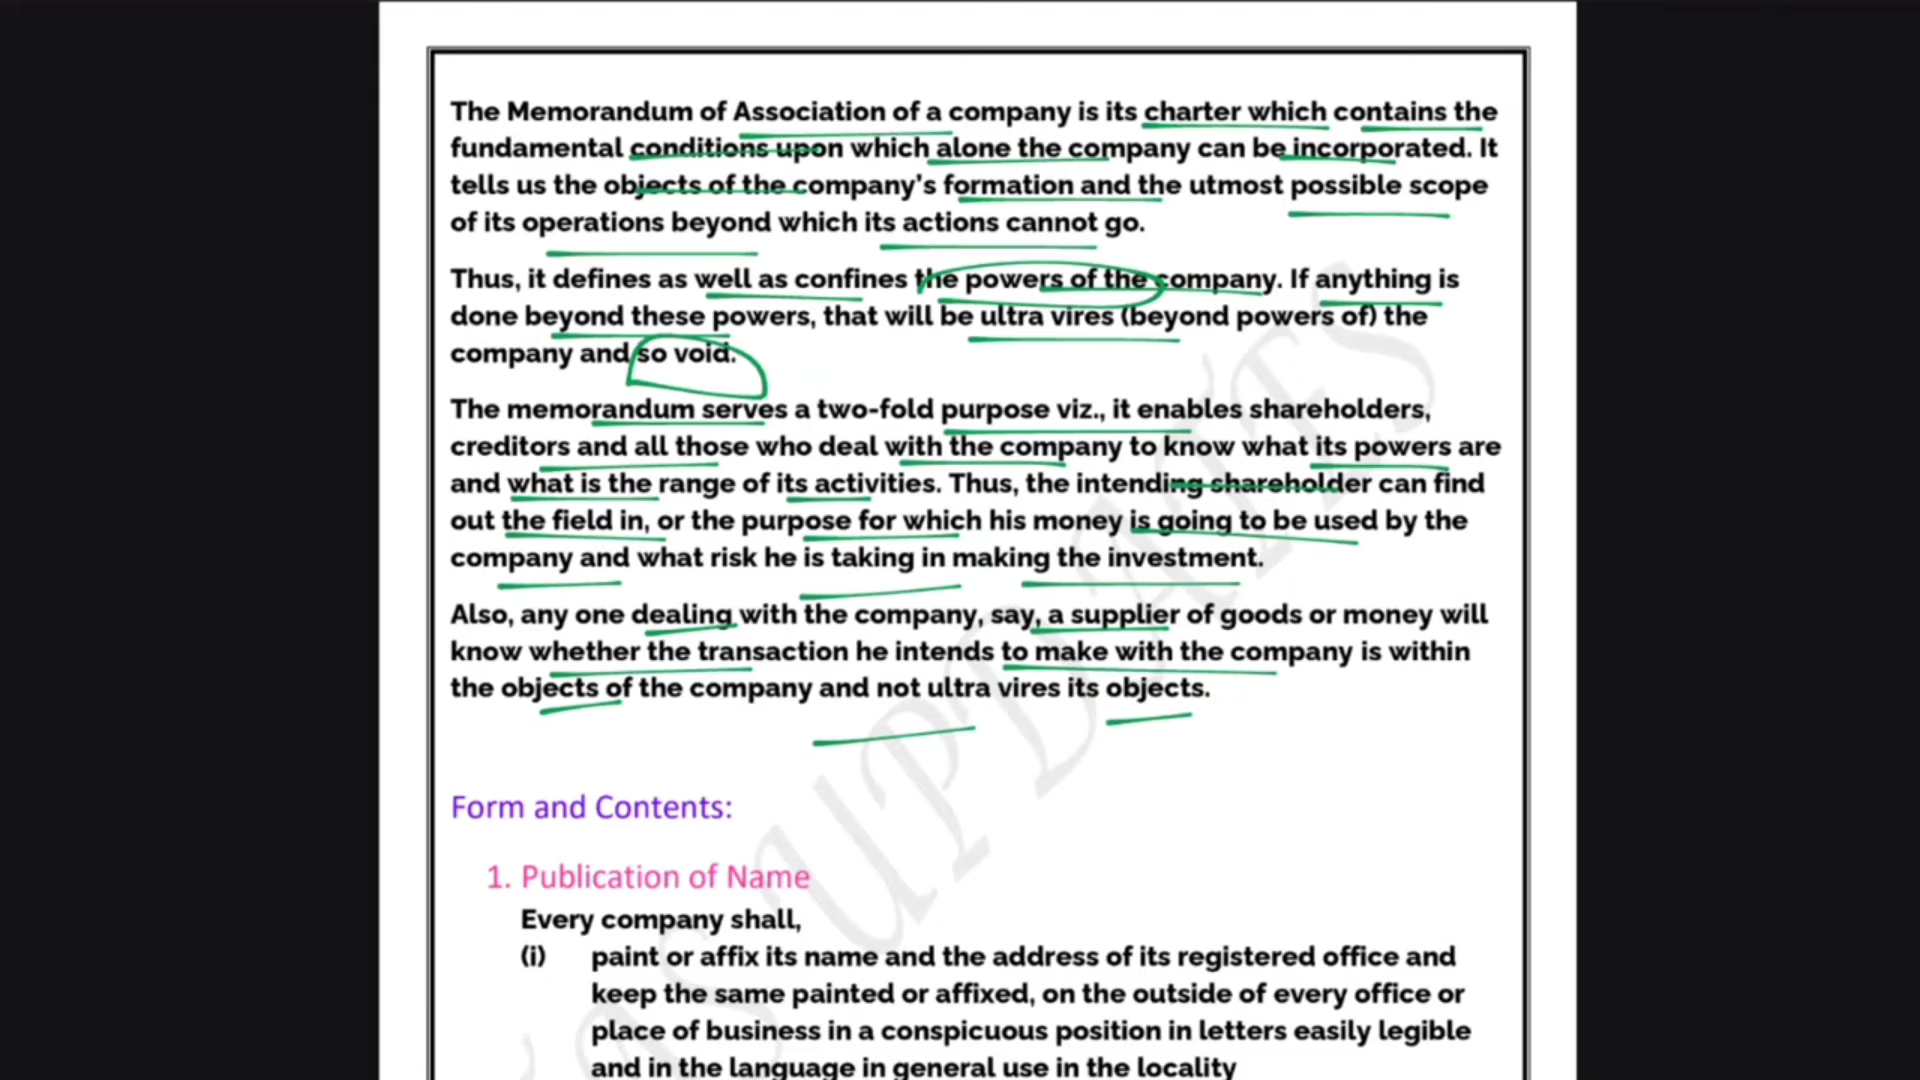 The Memorandum of Association of a company is its charter which contains the
fundamental conditions upon which alone the company can be incorporated. It
tells us the objects of the company's formation and the utmost possible scope
of its operations beyond which its actions cannot go.
Thus, it defines as well as confines the powers of the company. If anything is
done beyond these powers, that will be ultra vires (beyond powers of) the
company and so void.
The memorandum serves a two-fold purpose viz., it enables shareholders,
creditors and all those who deal with the company to know what its powers are
and what is the range of its activities. Thus, the intending shareholder can find
out the field in, or the purpose for which his money is going to be used by the
company and what risk he is taking in making the investment.
Also, any one dealing with the company, say, a supplier of goods or money will
know whether the transaction he intends to make with the company is within
the objects of the company and not ultra vires its objects.
Form and Contents:
1. Publication of Name
Every company shall,
(i) paint or affix its name and the address of its registered office and
keep the same painted or affixed, on the outside of every office or
place of business in a conspicuous position in letters easily legible
and in the language in general use in the locality
UPDATES